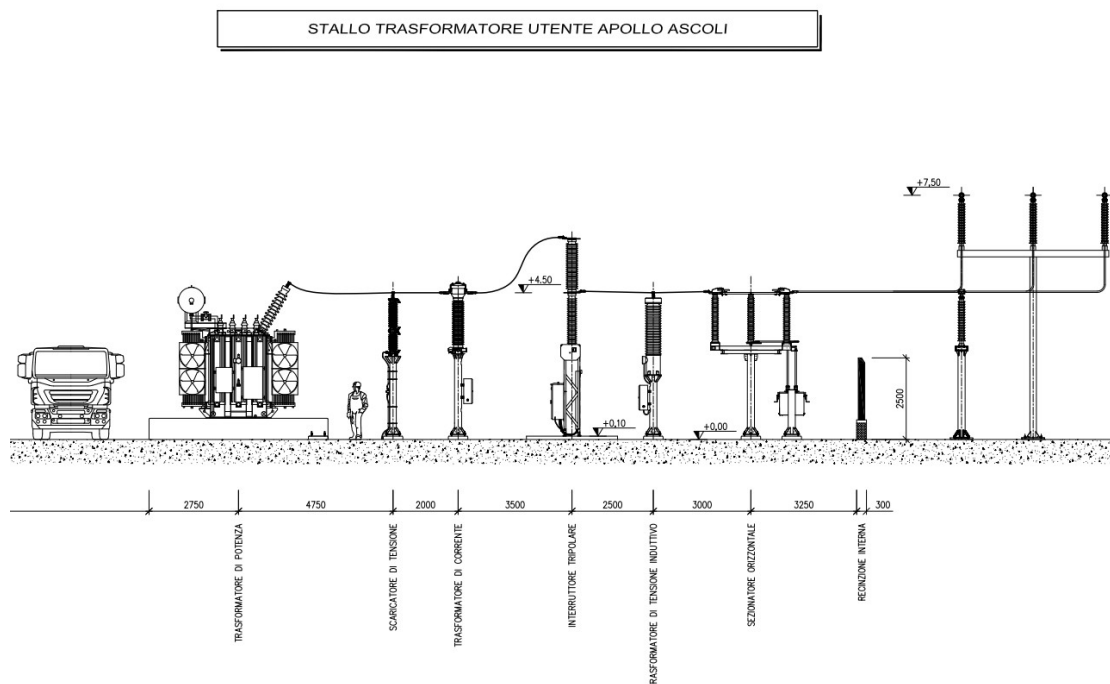 STALLO TRASFORMATORE UTENTE APOLLO ASCOLI
+7,50
+4.50
2500
+0,10
+0,00
2750
4750
2000
3500
2500
3000
3250
300
TRASFORMATORE DI POTENZA
SCARICATORE DI TENSIONE
TRASFORMATORE DI CORRENTE
INTERRUTTORE TRIPOLARE
RASFORMATORE DI TENSIONE INDUTTIVO
SEZIONATORE ORIZZONTALE
RECINZIONE INTERNA